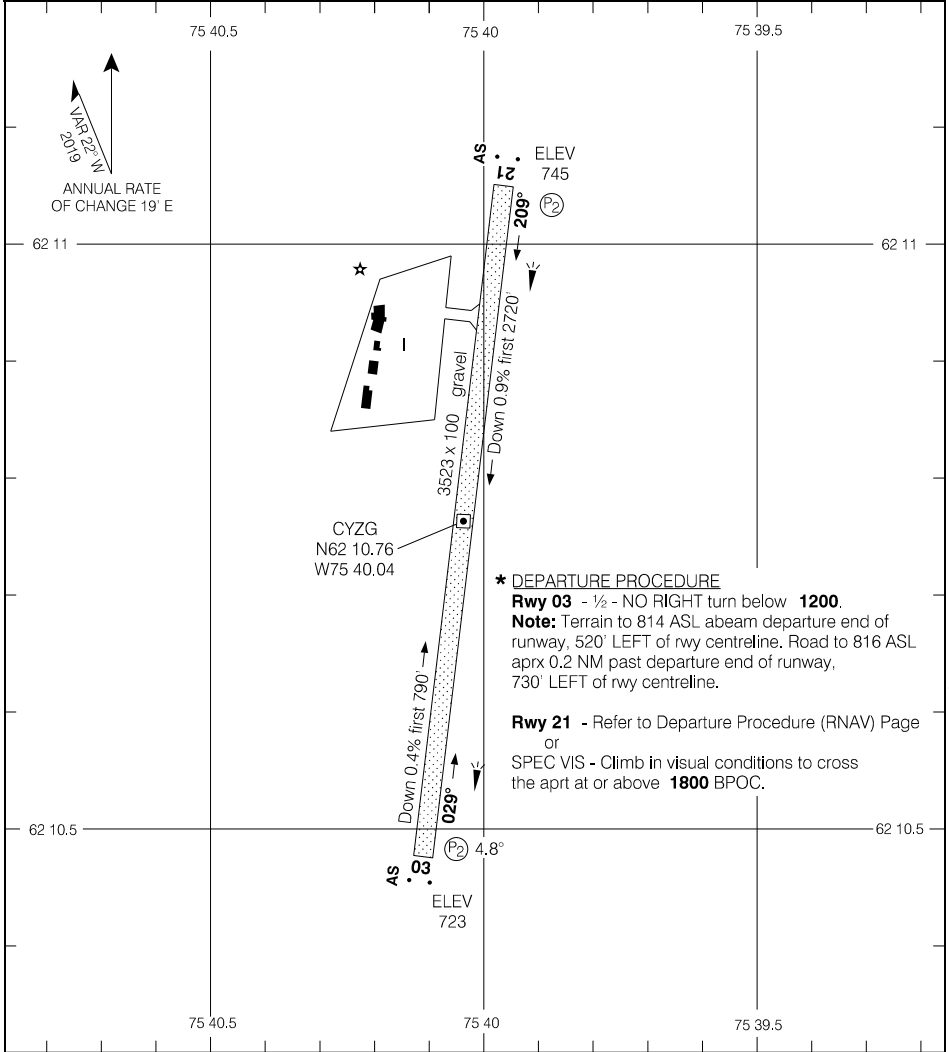 75 40.5
75 40
75 39.5
VAR 22° W
2019
ANNUAL RATE
OF CHANGE 19' E
AS
ELEV
745
21
P2
209°
62 11
62 11
Down 0.9% first 2720'
I
3523 x 100 gravel
CYZG
N62 10.76
W75 40.04
* DEPARTURE PROCEDURE
Rwy 03 - ½ - NO RIGHT turn below 1200.
Note: Terrain to 814 ASL abeam departure end of
runway, 520' LEFT of rwy centreline. Road to 816 ASL
aprx 0.2 NM past departure end of runway,
730' LEFT of rwy centreline.
Rwy 21 - Refer to Departure Procedure (RNAV) Page
or
SPEC VIS - Climb in visual conditions to cross
the aprt at or above 1800 BPOC.
Down 0.4% first 790'
029°
62 10.5
62 10.5
P2 4.8°
03
AS
ELEV
723
75 40.5
75 40
75 39.5